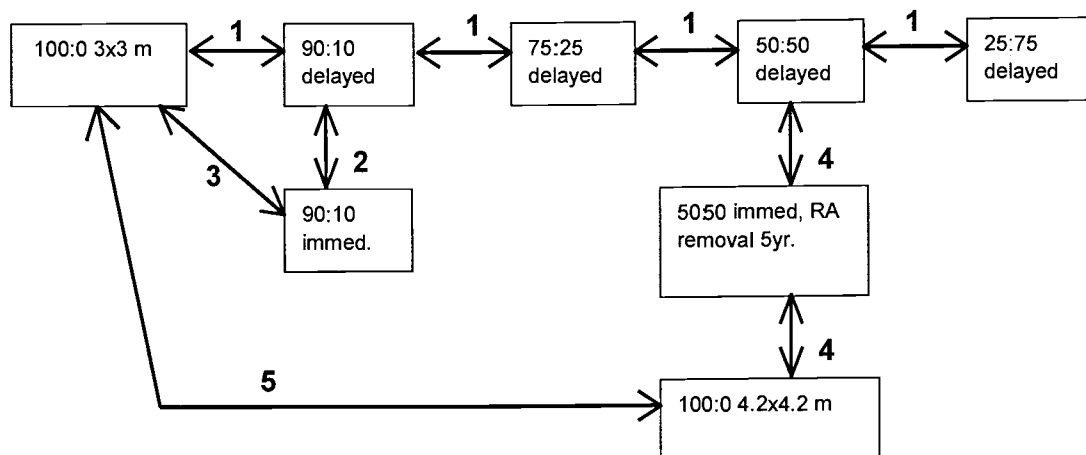 1
1
1
1
100:0 3x3 m
90:10
delayed
75:25
delayed
50:50
delayed
25:75
delayed
3
2
4
90:10
immed.
50:50 immed, RA
removal 5yr.
4
5
100:0 4.2x4.2 m